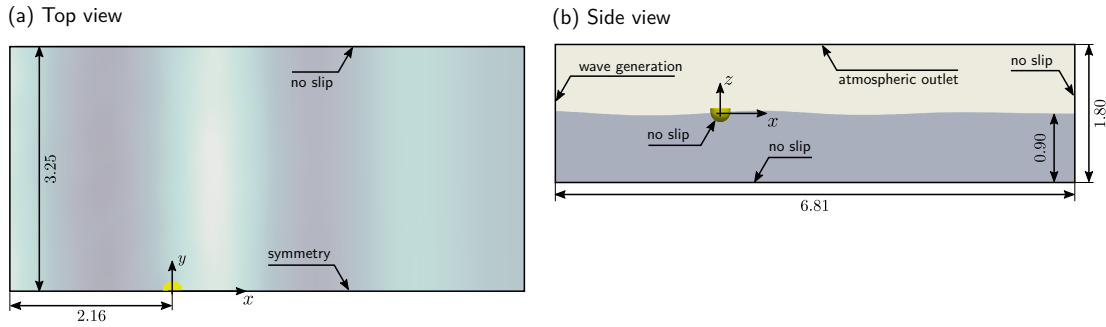 (a) Top view
no slip
3.25
symmetry
y
x
2.16
(b) Side view
wave generation
no slip
atmospheric outlet
z
x
no slip
no slip
0.90
1.80
6.81